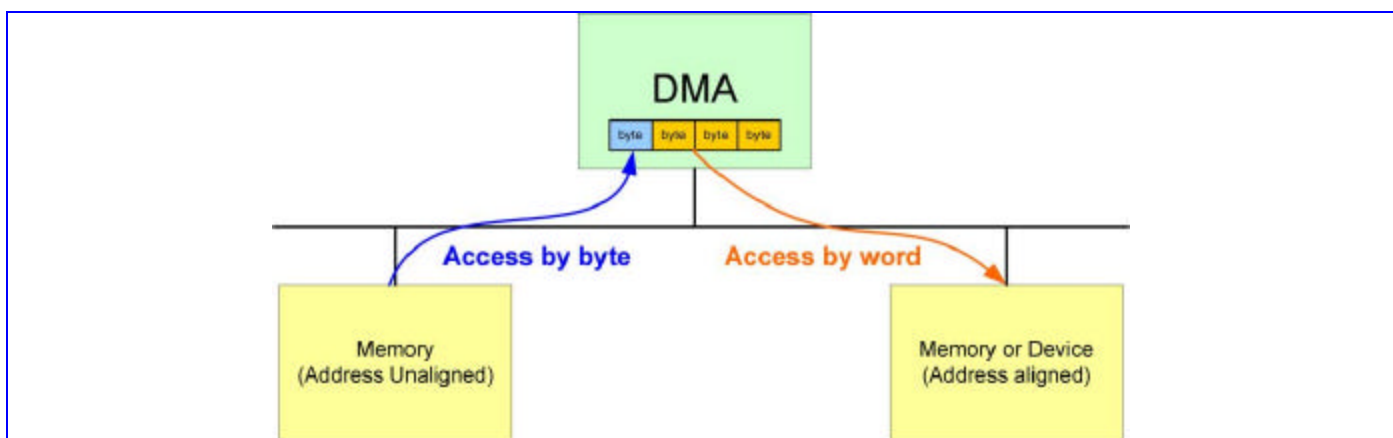 DMA
byte byte byte byte
Access by byte Access by word
Memory
(Address Unaligned)
Memory or Device
(Address aligned)